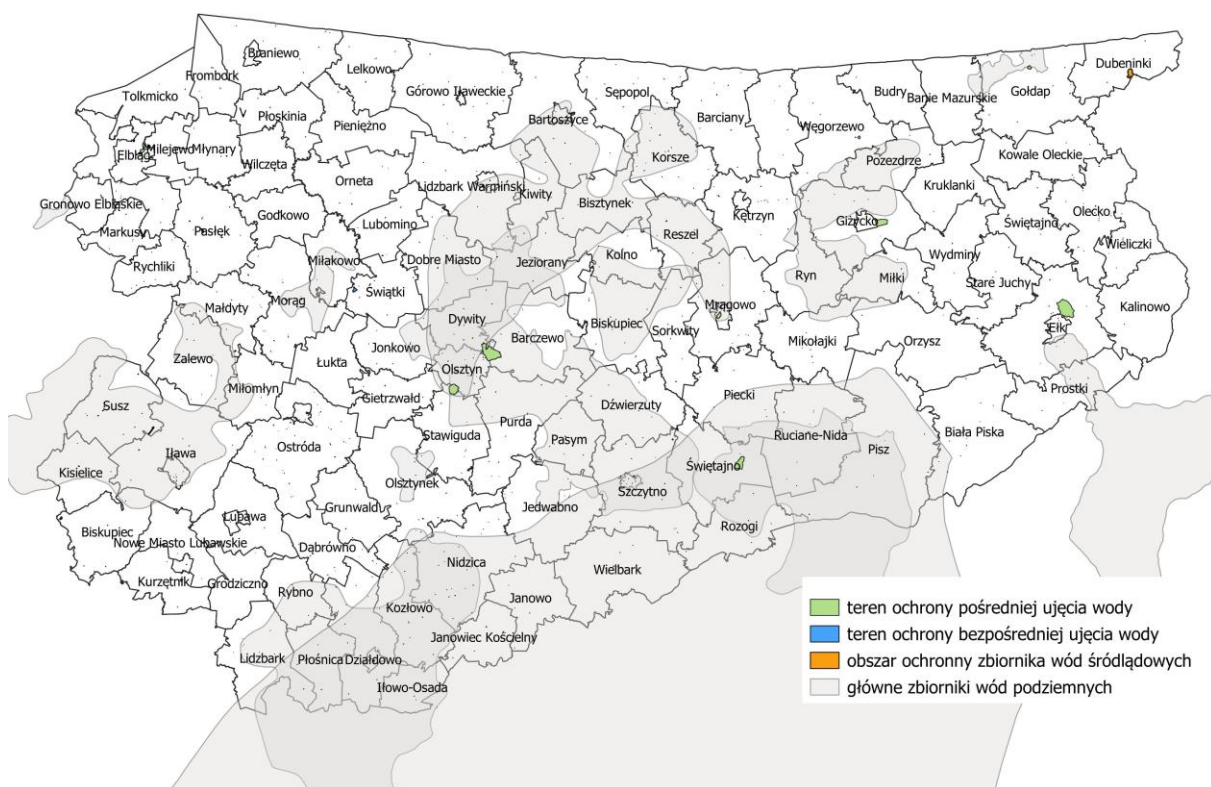 Braniewo
Lelkowo
Frombork
Górowo Iławeckie
Sępopol
Dubeninki
Tolkmicko
Budry
Banie Mazurskie
Gołdap
Płoskinia
Bartoszyce
Barciany
Pieniężno
Węgorzewo
Elbląg
Milejewo
Młynary
Korsze
Kowale Oleckie
Wilczęta
Pozezdrze
Orneta
Lidzbark Warmiński
Kiwity
Kruklanki
Gronowo Elbląskie
Bisztynek
Kętrzyn
Olecko
Godkowo
Lubomino
Giżycko
Świętajno
Markusy
Pasłęk
Reszel
Wieliczki
Rychliki
Miłakowo
Dobre Miasto
Jeziorany
Kolno
Wydminy
Ryn
Miłki
Stare Juchy
Świątki
Morąg
Mrągowo
Kalinowo
Małdyty
Dywity
Biskupiec
Sorkwity
Ełk
Zalewo
Łukta
Jonkowo
Barczewo
Mikołajki
Orzysz
Olsztyn
Miłomłyn
Gietrzwałd
Piecki
Prostki
Susz
Dźwierzuty
Purda
Ostróda
Stawiguda
Biała Piska
Ruciane-Nida
Iława
Pasym
Pisz
Kisielice
Świętajno
Olsztynek
Szczytno
Grunwald
Jedwabno
Lubawa
Rozogi
Biskupiec
Nowe Miasto Lubawskie
Dąbrówno
Nidzica
Wielbark
Kurzętnik
Grodziczno
Rybno
Janowo
Kozłowo
Janowiec Kościelny
Lidzbark
Płośnica
Działdowo
Iłowo-Osada
teren ochrony pośredniej ujęcia wody
teren ochrony bezpośredniej ujęcia wody
obszar ochronny zbiornika wód śródlądowych
główne zbiorniki wód podziemnych